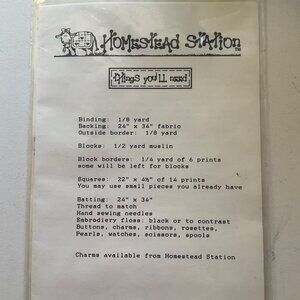 Homestead Station
things you'll need
Binding: 1/8 yard
Backing: 26" x 36" fabric
Outside border: 1/8 yard
Blocks: 1/2 yard muslin
Block borders: 1/4 yard of 6 prints
some will be left for blocks
Squares: 22" x 4½" of 14 prints
You may use small pieces you already have
Batting: 26" x 36"
Thread to match
Hand sewing needles
Embroidery floss: black or to contrast
Buttons, charms, ribbons, rosettes,
Pearls, watches, scissors, spools
Charms available from Homestead Station